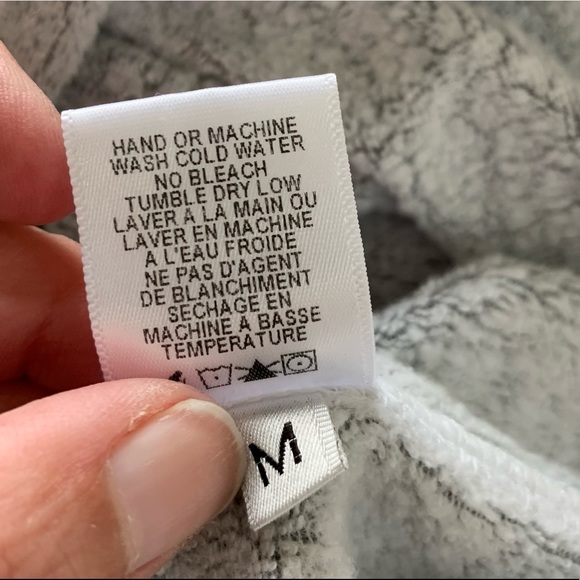 HAND OR MACHINE
WASH COLD WATER
NO BLEACH
TUMBLE DRY LOW
LAVER A LA MAIN OU
LAVER EN MACHINE
A L'EAU FROIDE
NE PAS D'AGENT
DE BLANCHIMENT
SECHAGE EN
MACHINE A BASSE
TEMPERATURE
M